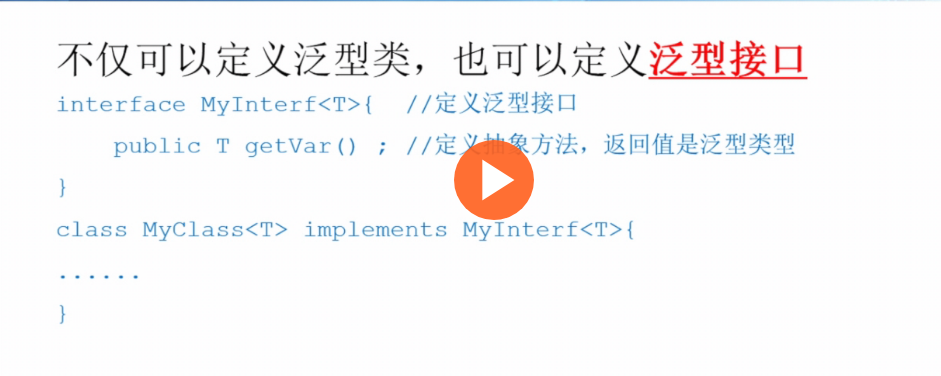 不仅可以定义泛型类，也可以定义泛型接口
interface MyInterf<T>{ //定义泛型接口
public T getVar() ; //定义抽象方法，返回值是泛型类型
}
class MyClass<T> implements MyInterf<T>{
......
}